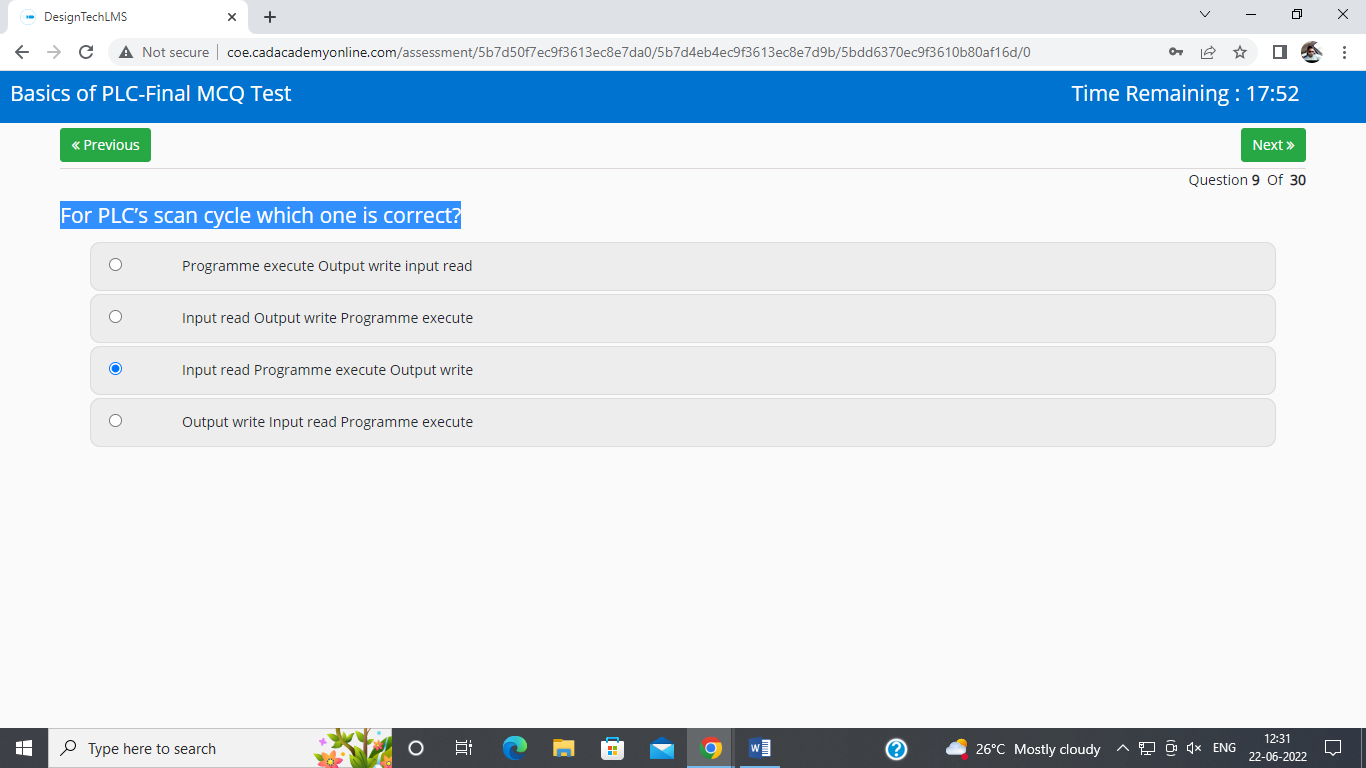 DesignTechLMS
Not secure
coe.cadacademyonline.com/assessment/5b7d50f7ec9f3613ec8e7da0/5b7d4eb4ec9f3613ec8e7d9b/5bdd6370ec9f3610b80af16d/0
Basics of PLC-Final MCQ Test
Time Remaining : 17:52
« Previous
Next »
Question 9 Of 30
For PLC’s scan cycle which one is correct?
Programme execute Output write input read
Input read Output write Programme execute
Input read Programme execute Output write
Output write Input read Programme execute
Type here to search
26°C Mostly cloudy
ENG
12:31
22-06-2022